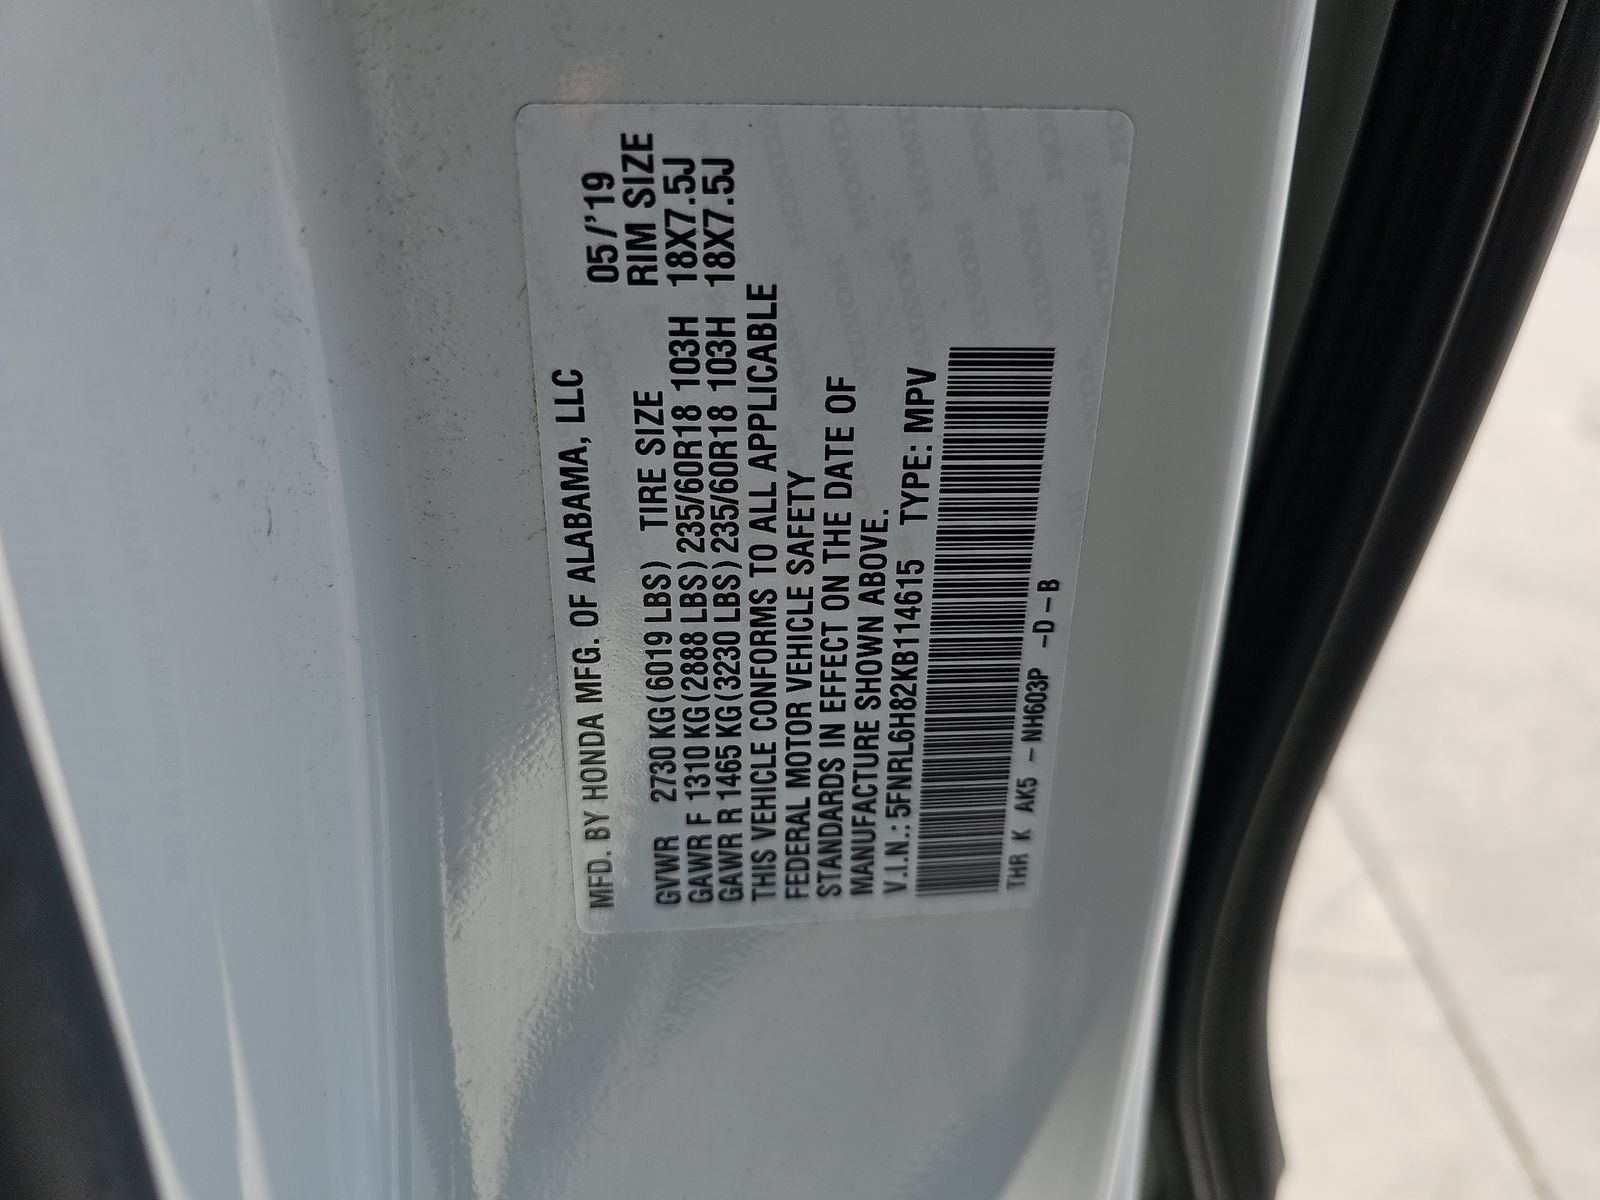 MFD. BY HONDA MFG. OF ALABAMA, LLC 05/'19
GVWR 2730 KG (6019 LBS) TIRE SIZE RIM SIZE
GAWR F 1310 KG (2888 LBS) 235/60R18 103H 18X7.5J
GAWR R 1465 KG (3230 LBS) 235/60R18 103H 18X7.5J
THIS VEHICLE CONFORMS TO ALL APPLICABLE
FEDERAL MOTOR VEHICLE SAFETY
STANDARDS IN EFFECT ON THE DATE OF
MANUFACTURE SHOWN ABOVE.
V.I.N.: 5FNRL6H82KB114615 TYPE: MPV
THR K AK5 - NH603P - D - B